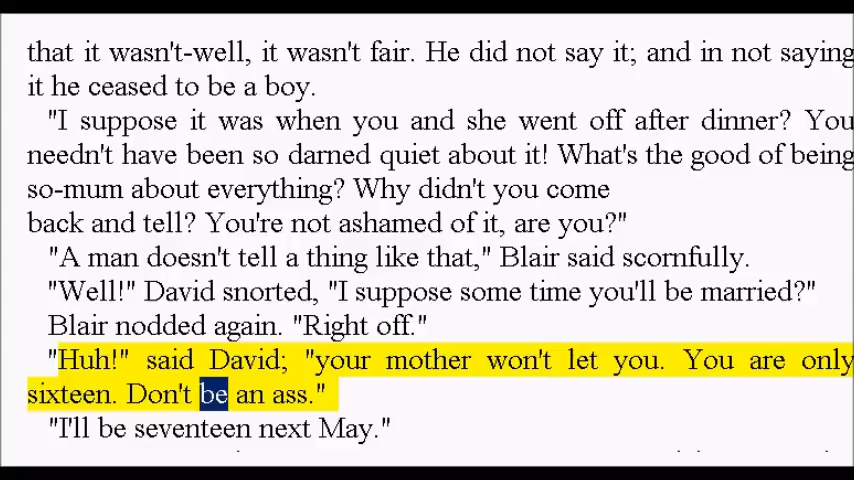 that it wasn't-well, it wasn't fair. He did not say it; and in not saying
it he ceased to be a boy.
"I suppose it was when you and she went off after dinner? You
needn't have been so darned quiet about it! What's the good of being
so-mum about everything? Why didn't you come
back and tell? You're not ashamed of it, are you?"
"A man doesn't tell a thing like that," Blair said scornfully.
"Well!" David snorted, "I suppose some time you'll be married?"
Blair nodded again. "Right off."
"Huh!" said David; "your mother won't let you. You are only
sixteen. Don't be an ass."
"I'll be seventeen next May."